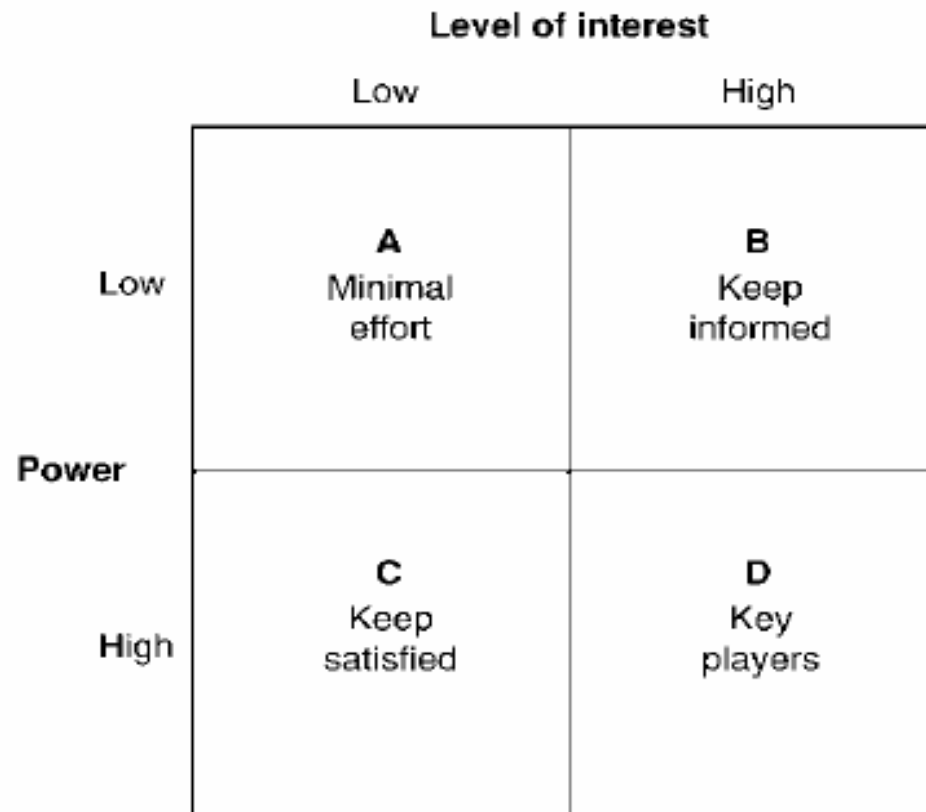 Level of interest
Low
High
A
Minimal
effort
B
Keep
informed
Low
Power
C
Keep
satisfied
D
Key
players
High